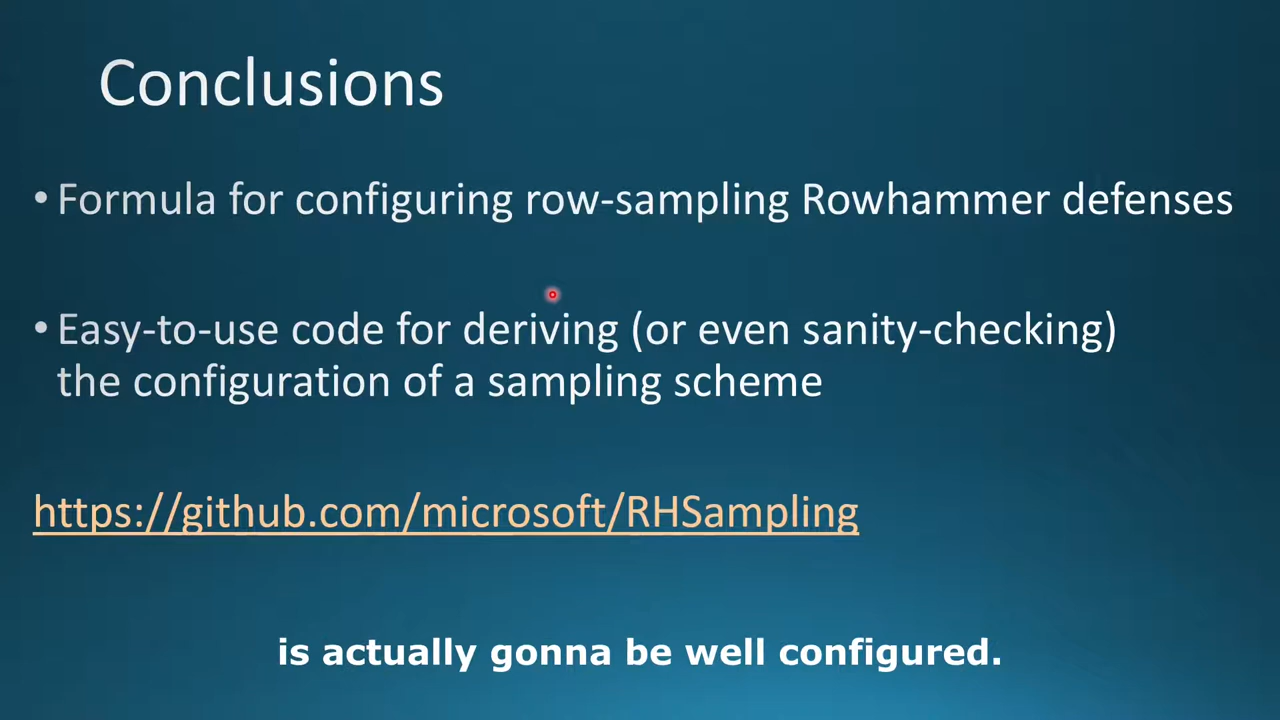 Conclusions
• Formula for configuring row-sampling Rowhammer defenses
• Easy-to-use code for deriving (or even sanity-checking)
the configuration of a sampling scheme
https://github.com/microsoft/RHSampling
is actually gonna be well configured.